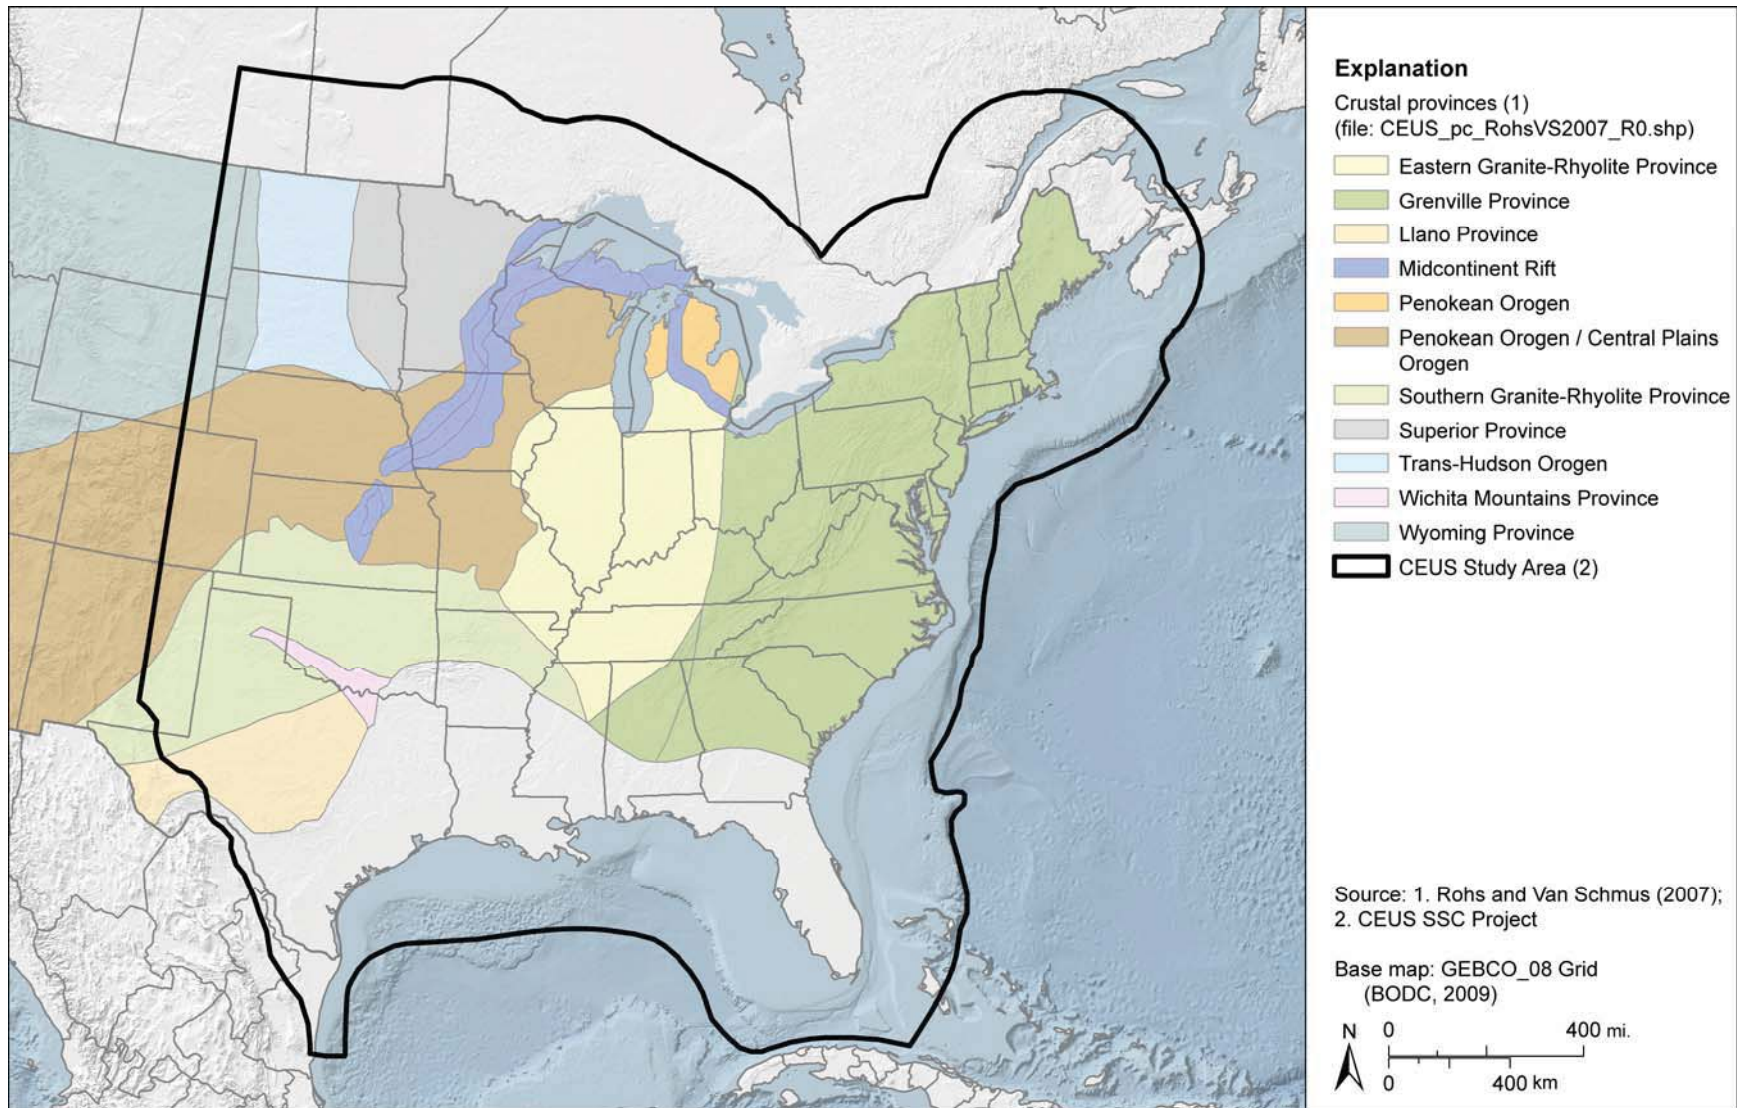 Explanation
Crustal provinces (1)
(file: CEUS_pc_RohsVS2007_R0.shp)
Eastern Granite-Rhyolite Province
Grenville Province
Llano Province
Midcontinent Rift
Penokean Orogen
Penokean Orogen / Central Plains
Orogen
Southern Granite-Rhyolite Province
Superior Province
Trans-Hudson Orogen
Wichita Mountains Province
Wyoming Province
CEUS Study Area (2)
Source: 1. Rohs and Van Schmus (2007);
2. CEUS SSC Project
Base map: GEBCO_08 Grid
(BODC, 2009)
N 0 400 mi.
0 400 km